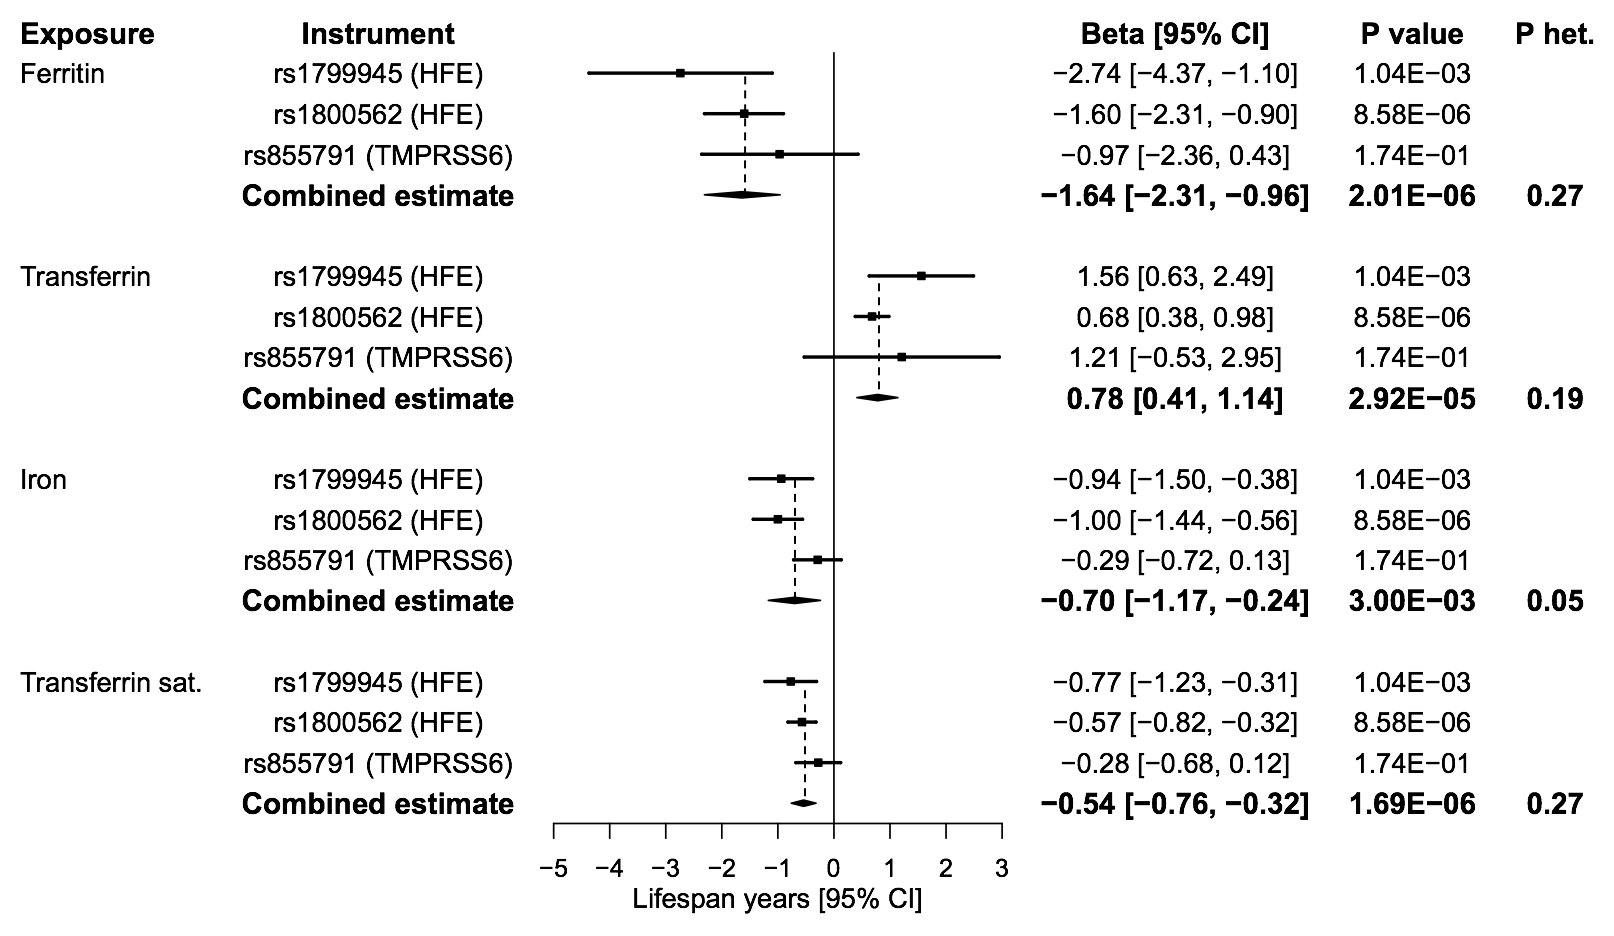 Exposure Instrument Beta [95% CI] P value P het.
Ferritin rs1799945 (HFE) −2.74 [−4.37, −1.10] 1.04E−03
rs1800562 (HFE) −1.60 [−2.31, −0.90] 8.58E−06
rs855791 (TMPRSS6) −0.97 [−2.36, 0.43] 1.74E−01
Combined estimate −1.64 [−2.31, −0.96] 2.01E−06 0.27
Transferrin rs1799945 (HFE) 1.56 [0.63, 2.49] 1.04E−03
rs1800562 (HFE) 0.68 [0.38, 0.98] 8.58E−06
rs855791 (TMPRSS6) 1.21 [−0.53, 2.95] 1.74E−01
Combined estimate 0.78 [0.41, 1.14] 2.92E−05 0.19
Iron rs1799945 (HFE) −0.94 [−1.50, −0.38] 1.04E−03
rs1800562 (HFE) −1.00 [−1.44, −0.56] 8.58E−06
rs855791 (TMPRSS6) −0.29 [−0.72, 0.13] 1.74E−01
Combined estimate −0.70 [−1.17, −0.24] 3.00E−03 0.05
Transferrin sat. rs1799945 (HFE) −0.77 [−1.23, −0.31] 1.04E−03
rs1800562 (HFE) −0.57 [−0.82, −0.32] 8.58E−06
rs855791 (TMPRSS6) −0.28 [−0.68, 0.12] 1.74E−01
Combined estimate −0.54 [−0.76, −0.32] 1.69E−06 0.27
−5 −4 −3 −2 −1 0 1 2 3
Lifespan years [95% CI]